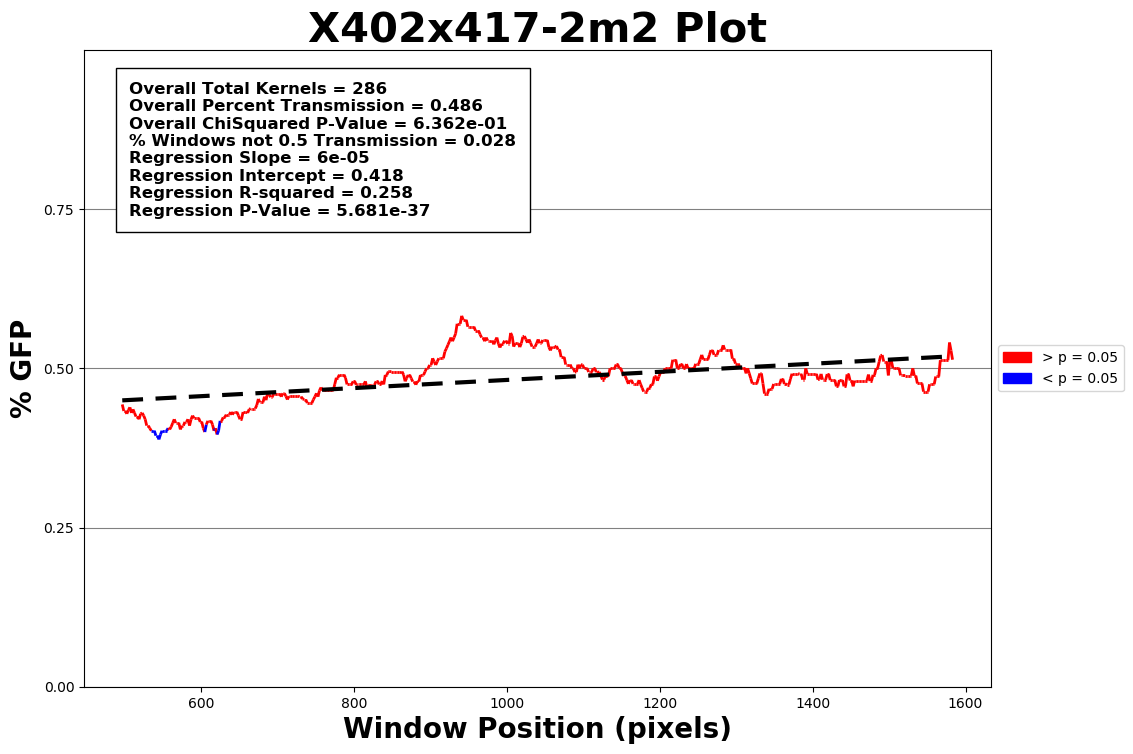 X402x417-2m2 Plot
Overall Total Kernels = 286
Overall Percent Transmission = 0.486
Overall ChiSquared P-Value = 6.362e-01
% Windows not 0.5 Transmission = 0.028
Regression Slope = 6e-05
Regression Intercept = 0.418
Regression R-squared = 0.258
Regression P-Value = 5.681e-37
% GFP
0.75
0.50
0.25
0.00
> p = 0.05
< p = 0.05
600 800 1000 1200 1400 1600
Window Position (pixels)